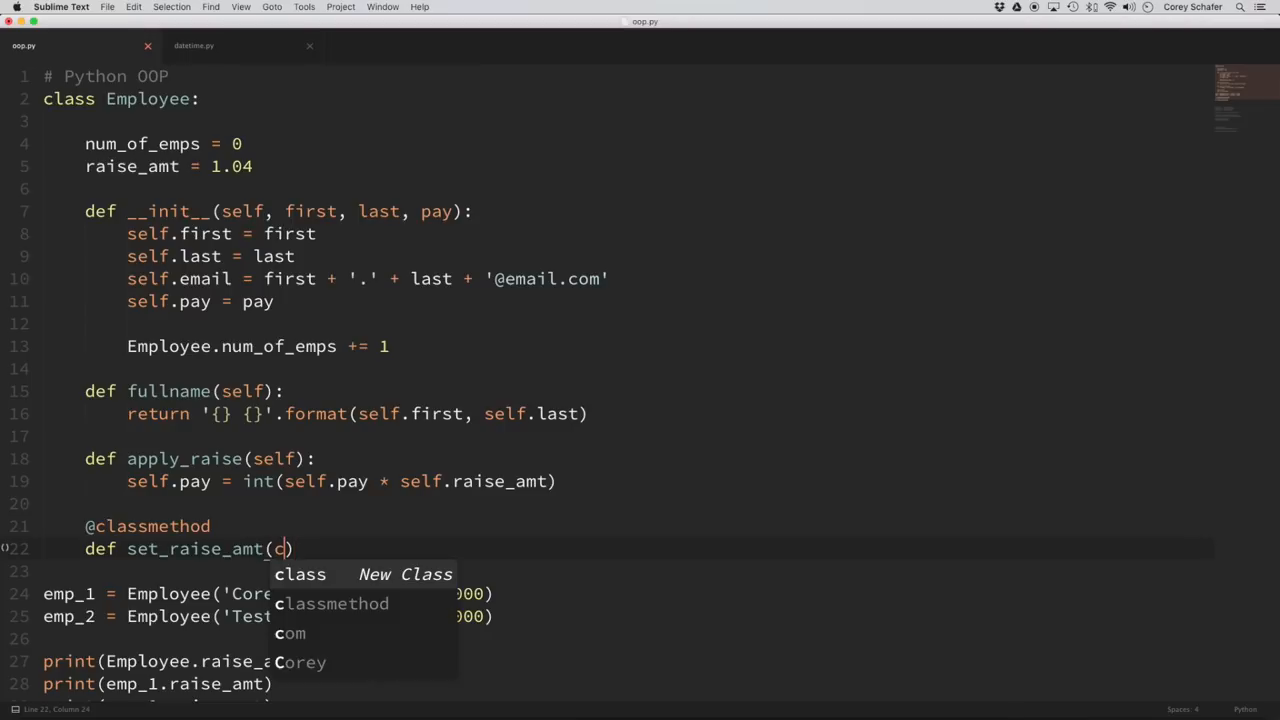 Sublime Text File Edit Selection Find View Goto Tools Project Window Help Corey Schafer
oop.py
oop.py datetime.py
1 # Python OOP
2 class Employee:
3
4 num_of_emps = 0
5 raise_amt = 1.04
6
7 def __init__(self, first, last, pay):
8 self.first = first
9 self.last = last
10 self.email = first + '.' + last + '@email.com'
11 self.pay = pay
12
13 Employee.num_of_emps += 1
14
15 def fullname(self):
16 return '{} {}'.format(self.first, self.last)
17
18 def apply_raise(self):
19 self.pay = int(self.pay * self.raise_amt)
20
21 @classmethod
22 def set_raise_amt(c)
23
class New Class
classmethod
com
Corey
24 emp_1 = Employee('Core 000)
25 emp_2 = Employee('Test 000)
26
27 print(Employee.raise_a
28 print(emp_1.raise_amt)
Line 22, Column 24 Spaces: 4 Python